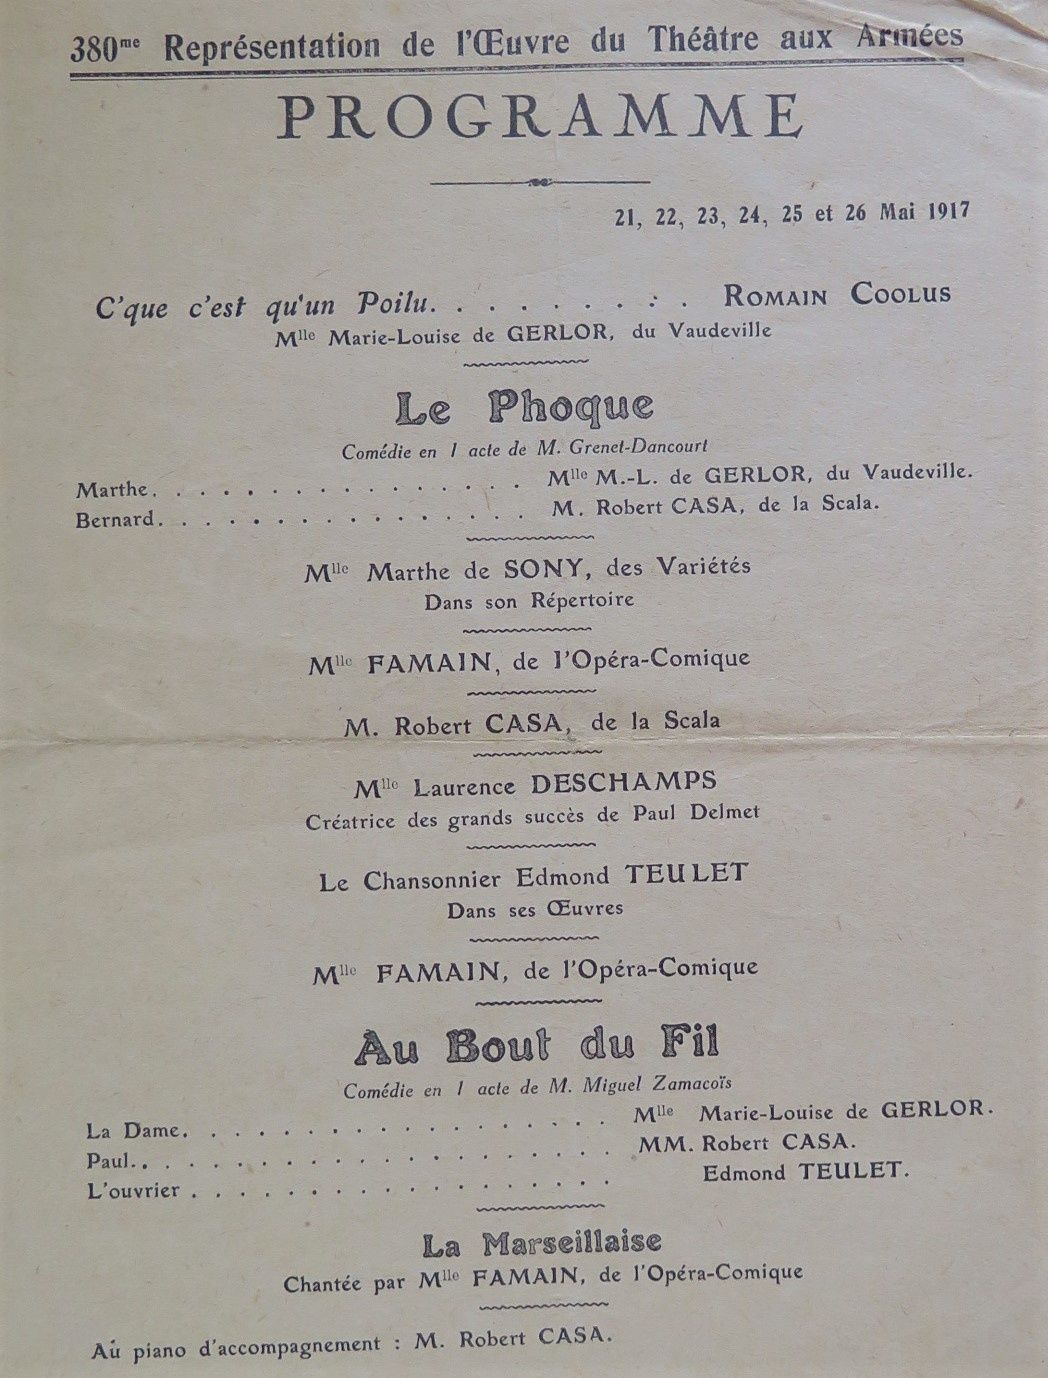 380me Représentation de l'Œuvre du Théâtre aux Armées
PROGRAMME
21, 22, 23, 24, 25 et 26 Mai 1917
C'que c'est qu'un Poilu. . . . . . . . . . ROMAIN COOLUS
Mlle Marie-Louise de GERLOR, du Vaudeville
Le Phoque
Comédie en 1 acte de M. Grenet-Dancourt
Marthe. . . . . . . . . . . . . . . . Mlle M.-L. de GERLOR, du Vaudeville.
Bernard. . . . . . . . . . . . . . . . M. Robert CASA, de la Scala.
Mlle Marthe de SONY, des Variétés
Dans son Répertoire
Mlle FAMAIN, de l'Opéra-Comique
M. Robert CASA, de la Scala
Mlle Laurence DESCHAMPS
Créatrice des grands succès de Paul Delmet
Le Chansonnier Edmond TEULET
Dans ses Œuvres
Mlle FAMAIN, de l'Opéra-Comique
Au Bout du Fil
Comédie en 1 acte de M. Miguel Zamacoïs
La Dame. . . . . . . . . . . . . . . . . . Mlle Marie-Louise de GERLOR.
Paul. . . . . . . . . . . . . . . . . . . . MM. Robert CASA.
L'ouvrier . . . . . . . . . . . . . . . . . . Edmond TEULET.
La Marseillaise
Chantée par Mlle FAMAIN, de l'Opéra-Comique
Au piano d'accompagnement : M. Robert CASA.